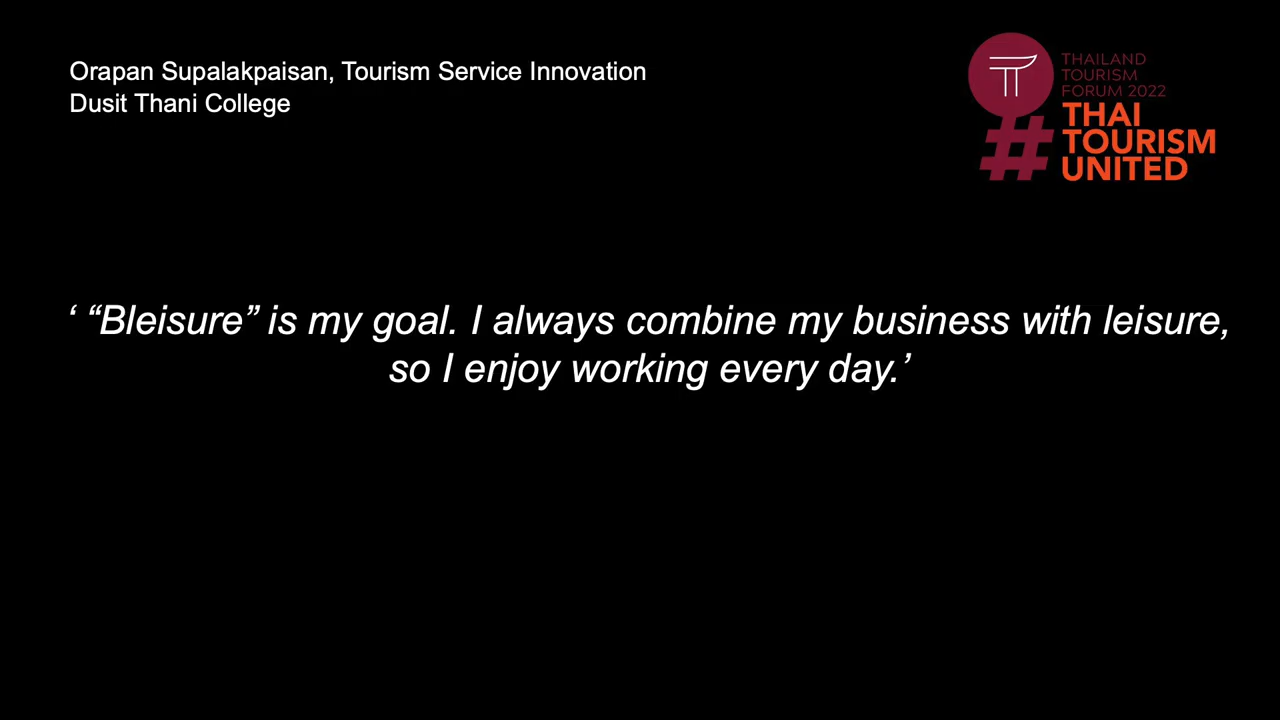 Orapan Supalakpaisan, Tourism Service Innovation
Dusit Thani College
THAILAND
TOURISM
FORUM 2022
#
THAI
TOURISM
UNITED
‘ “Bleisure” is my goal. I always combine my business with leisure,
so I enjoy working every day.’